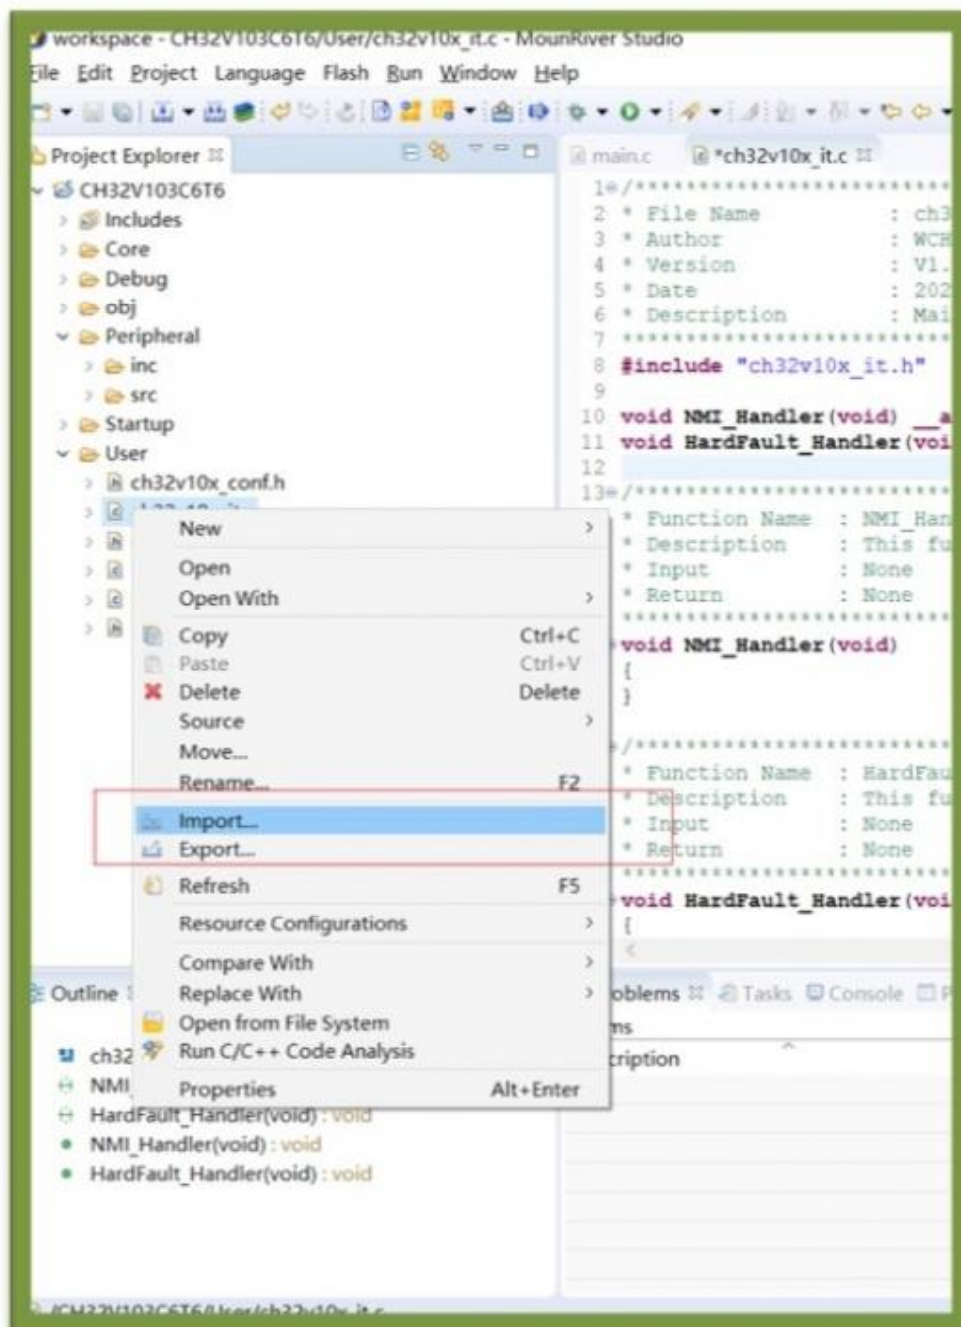 workspace - CH32V103C6T6/User/ch32v10x_it.c - MounRiver Studio
File Edit Project Language Flash Run Window Help
Project Explorer
main.c *ch32v10x_it.c
CH32V103C6T6
Includes
Core
Debug
obj
Peripheral
inc
src
Startup
User
ch32v10x_conf.h
1 /***************************
2 * File Name : ch3
3 * Author : WCH
4 * Version : V1.
5 * Date : 202
6 * Description : Mai
7 ***************************
8 #include "ch32v10x_it.h"
9
10 void NMI_Handler(void) __a
11 void HardFault_Handler(voi
12
13 /***************************
* Function Name : NMI_Han
* Description : This fu
* Input : None
* Return : None
***************************
void NMI_Handler(void)
{
}
/***************************
* Function Name : HardFau
* Description : This fu
* Input : None
* Return : None
***************************
void HardFault_Handler(voi
{
New
Open
Open With
Copy Ctrl+C
Paste Ctrl+V
Delete Delete
Source
Move...
Rename... F2
Import...
Export...
Refresh F5
Resource Configurations
Compare With
Replace With
Open from File System
Run C/C++ Code Analysis
Properties Alt+Enter
Outline
ch32
NMI_
HardFault_Handler(void) : void
NMI_Handler(void) : void
HardFault_Handler(void) : void
oblems Tasks Console P
ms
cription
/CH32V103C6T6/User/ch32v10x_it.c